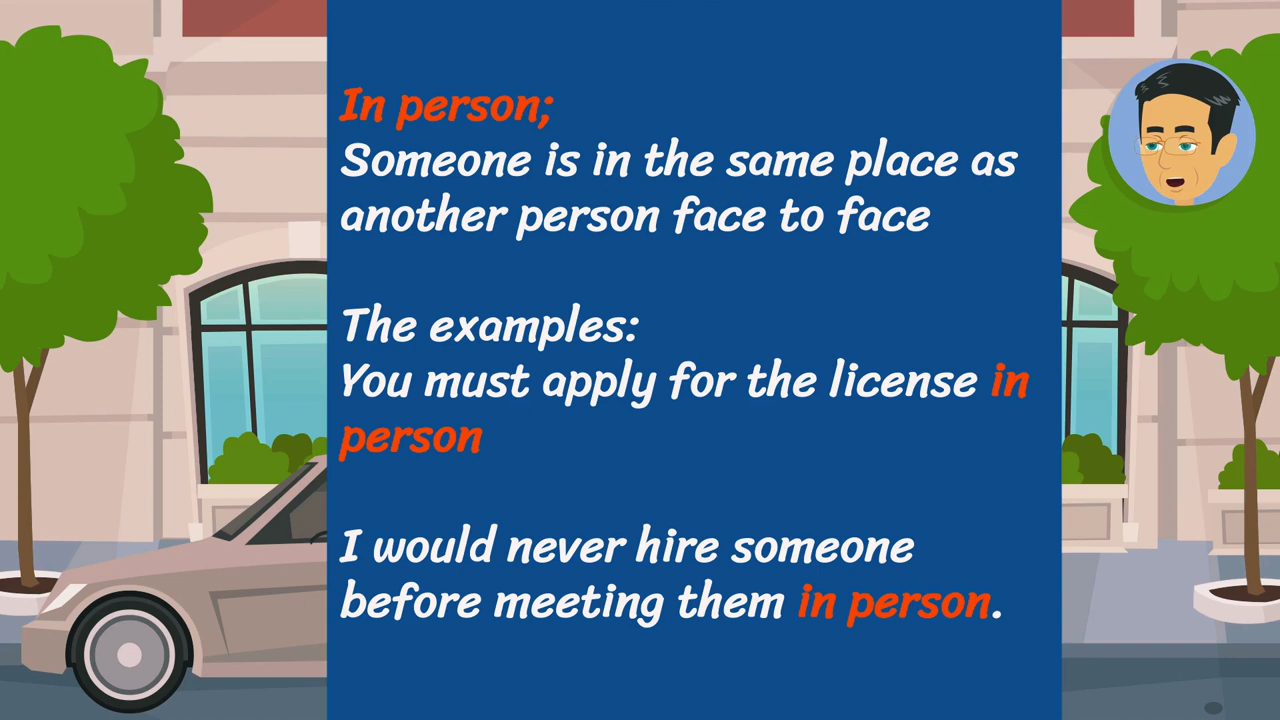 In person;
Someone is in the same place as
another person face to face
The examples:
You must apply for the license in
person
I would never hire someone
before meeting them in person.